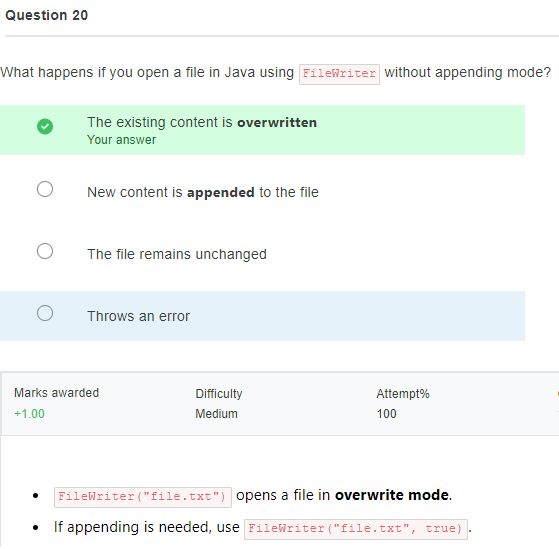 Question 20
What happens if you open a file in Java using FileWriter without appending mode?
The existing content is overwritten
Your answer
New content is appended to the file
The file remains unchanged
Throws an error
Marks awarded Difficulty Attempt%
+1.00 Medium 100
• FileWriter("file.txt") opens a file in overwrite mode.
• If appending is needed, use FileWriter("file.txt", true).